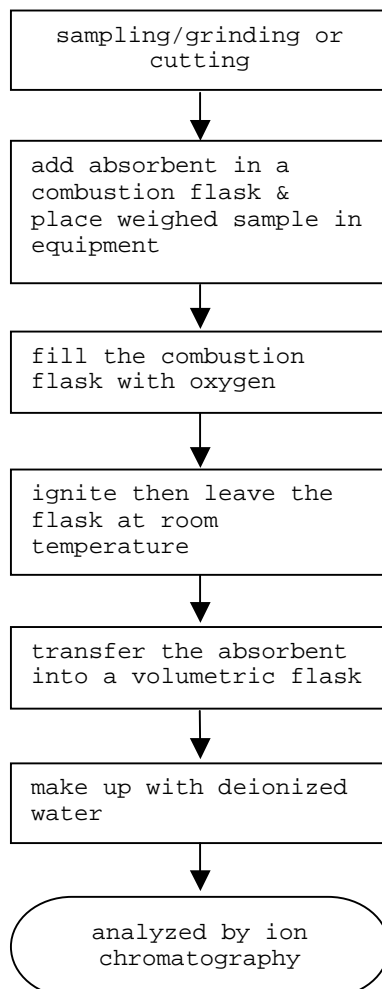 sampling/grinding or
cutting
add absorbent in a
combustion flask &
place weighed sample in
equipment
fill the combustion
flask with oxygen
ignite then leave the
flask at room
temperature
transfer the absorbent
into a volumetric flask
make up with deionized
water
analyzed by ion
chromatography